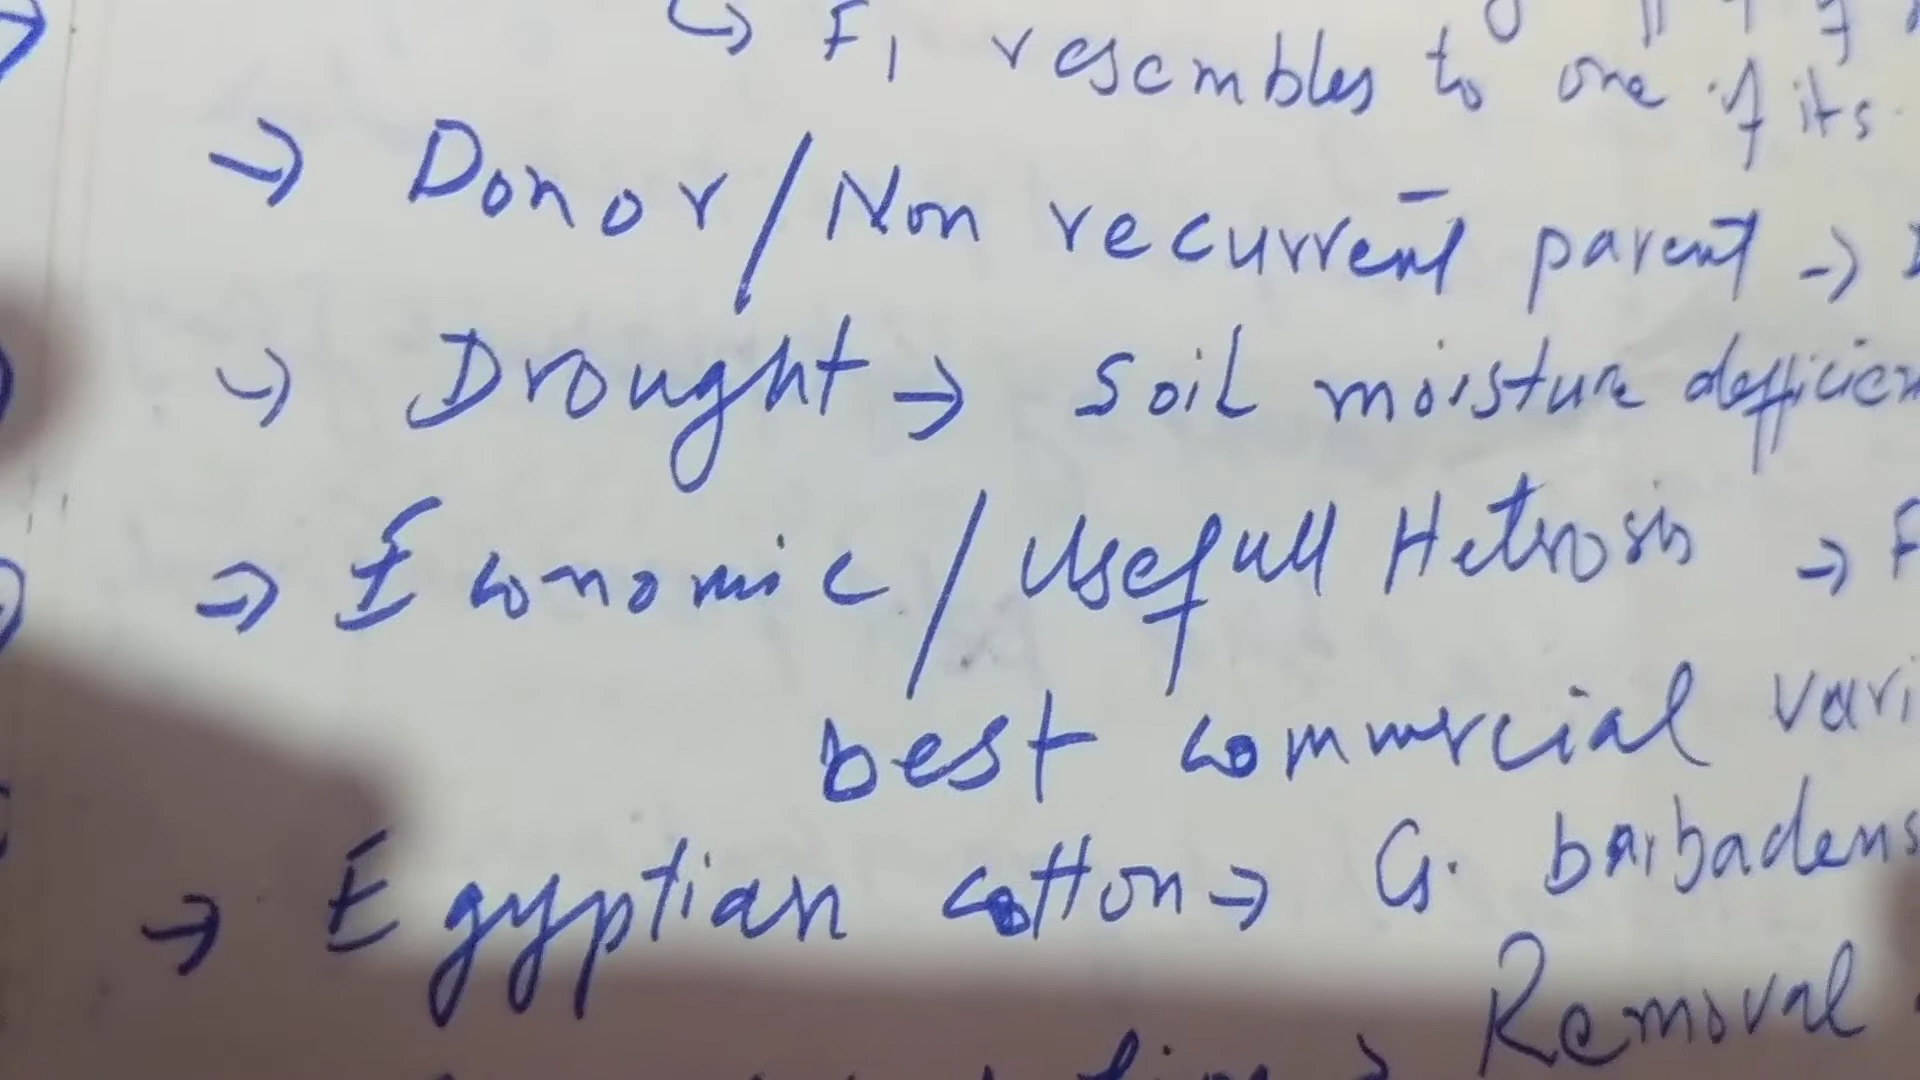 ↳ F1 resembles to one of its
→ Donor/Non recurrent parent →
→ Drought → Soil moisture defficien
→ Economic/Usefull Hetrosis → F
best commercial vari
→ Egyptian cotton → G. barbadens
Removal